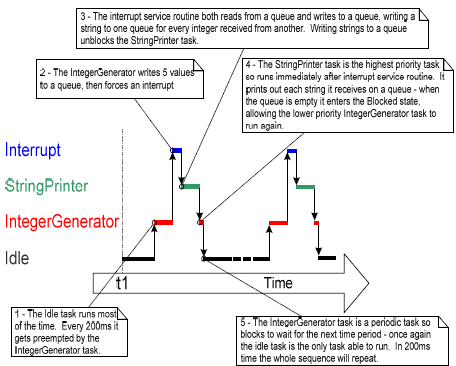 3 - The interrupt service routine both reads from a queue and writes to a queue, writing a
string to one queue for every integer received from another.  Writing strings to a queue
unblocks the StringPrinter task.
2 - The IntegerGenerator writes 5 values
to a queue, then forces an interrupt
4 - The StringPrinter task is the highest priority task
so runs immediately after interrupt service routine.  It
prints out each string it receives on a queue - when
the queue is empty it enters the Blocked state,
allowing the lower priority IntegerGenerator task to
run again.
Interrupt
StringPrinter
IntegerGenerator
Idle
t1
Time
1 - The Idle task runs most
of the time.  Every 200ms it
gets preempted by the
IntegerGenerator task.
5 - The IntegerGenerator task is a periodic task so
blocks to wait for the next time period - once again
the idle task is the only task able to run.  In 200ms
time the whole sequence will repeat.